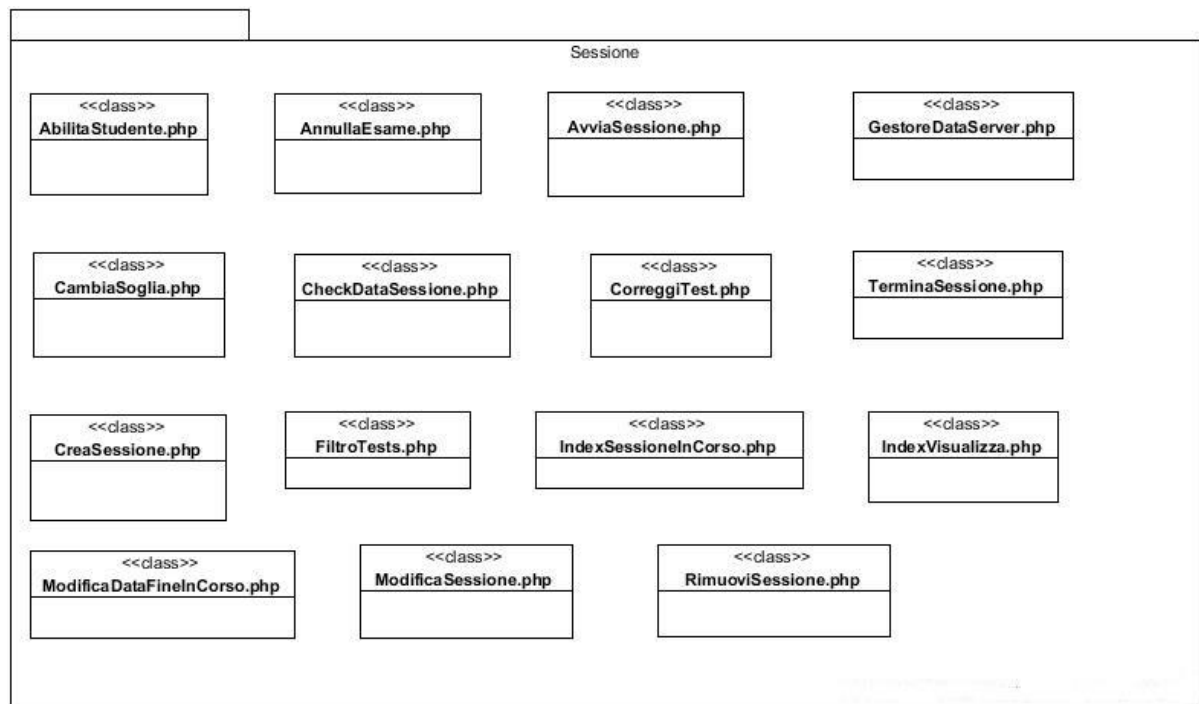 Sessione
<<class>>
AbilitaStudente.php
<<class>>
AnnullaEsame.php
<<class>>
AvviaSessione.php
<<class>>
GestoreDataServer.php
<<class>>
CambiaSoglia.php
<<class>>
CheckDataSessione.php
<<class>>
CorreggiTest.php
<<class>>
TerminaSessione.php
<<class>>
CreaSessione.php
<<class>>
FiltroTests.php
<<class>>
IndexSessioneInCorso.php
<<class>>
IndexVisualizza.php
<<class>>
ModificaDataFineInCorso.php
<<class>>
ModificaSessione.php
<<class>>
RimuoviSessione.php